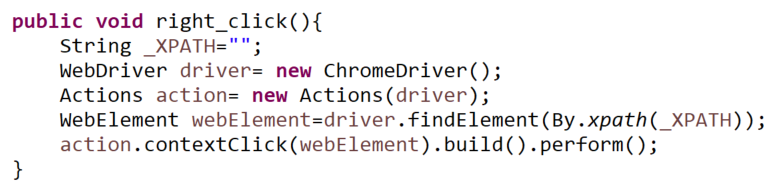 public void right_click(){
    String _XPATH="";
    WebDriver driver= new ChromeDriver();
    Actions action= new Actions(driver);
    WebElement webElement=driver.findElement(By.xpath(_XPATH));
    action.contextClick(webElement).build().perform();
}